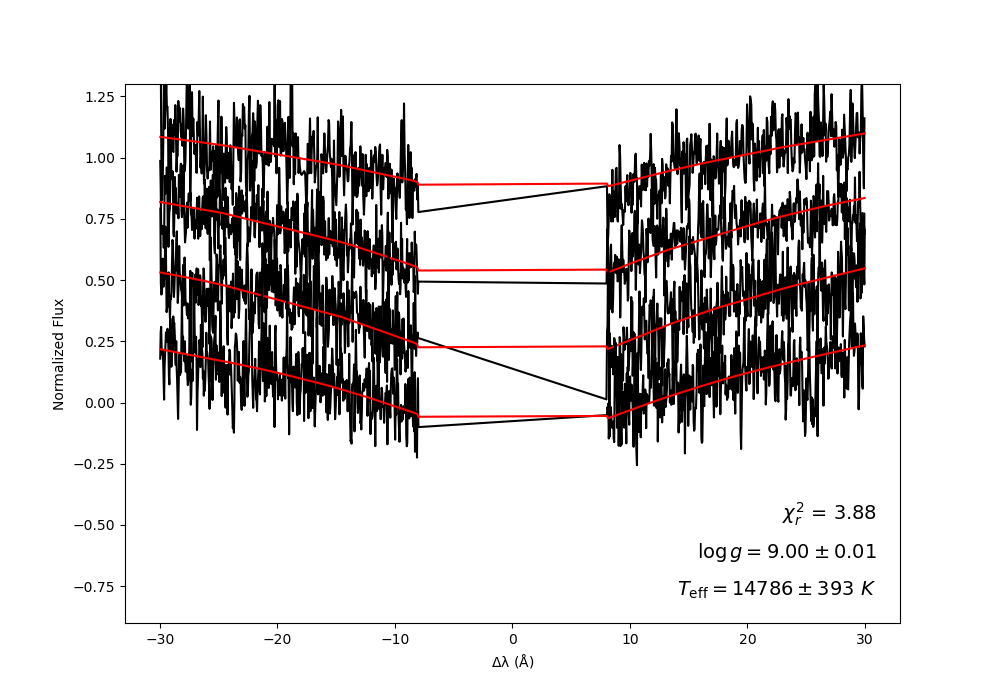 1.25
1.00
0.75
0.50
0.25
0.00
−0.25
−0.50
−0.75
Normalized Flux
χ²ᵣ = 3.88
log g = 9.00 ± 0.01
T_eff = 14786 ± 393 K
−30 −20 −10 0 10 20 30
Δλ (Å)